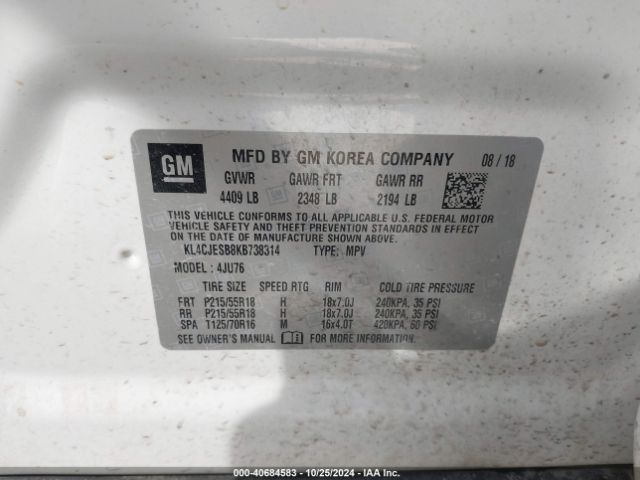 GM
MFD BY GM KOREA COMPANY 08/18
GVWR GAWR FRT GAWR RR
4409 LB 2348 LB 2194 LB
THIS VEHICLE CONFORMS TO ALL APPLICABLE U.S. FEDERAL MOTOR
VEHICLE SAFETY AND THEFT PREVENTION STANDARDS IN EFFECT ON THE
DATE OF MANUFACTURE SHOWN ABOVE.
KL4CJESB8KB738314 TYPE: MPV
MODEL: 4JU76
TIRE SIZE SPEED RTG RIM COLD TIRE PRESSURE
FRT P215/55R18 H 18x7.0J 240KPA, 35 PSI
RR P215/55R18 H 18x7.0J 240KPA, 35 PSI
SPA T125/70R16 M 16x4.0T 420KPA, 60 PSI
SEE OWNER'S MANUAL FOR MORE INFORMATION.
000-40684583 - 10/25/2024 - IAA Inc.